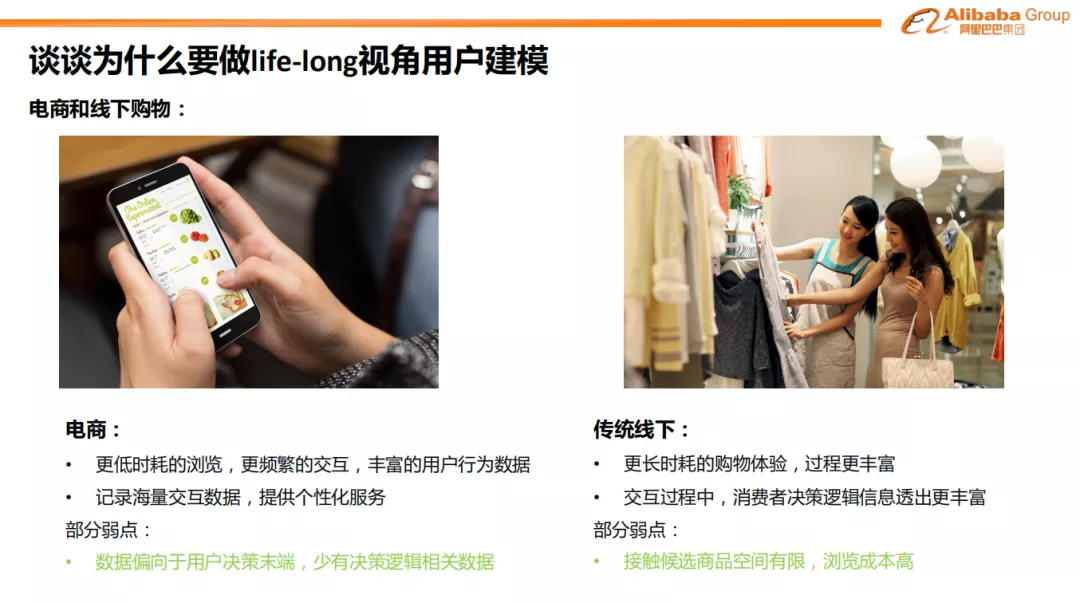 Alibaba Group
阿里巴巴集团
谈谈为什么要做life-long视角用户建模
电商和线下购物：
The Online
Supermarket
电商：
• 更低时耗的浏览，更频繁的交互，丰富的用户行为数据
• 记录海量交互数据，提供个性化服务
部分弱点：
• 数据偏向于用户决策末端，少有决策逻辑相关数据
传统线下：
• 更长时耗的购物体验，过程更丰富
• 交互过程中，消费者决策逻辑信息透出更丰富
部分弱点：
• 接触候选商品空间有限，浏览成本高